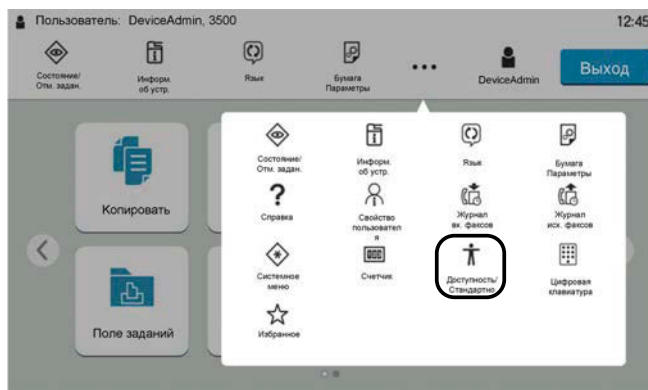 Пользователь: DeviceAdmin, 3500
12:45
Состояние/
Отм. задан.
Информ.
об устр.
Язык
Бумага
Параметры
DeviceAdmin
Выход
Копировать
Поле заданий
Состояние/
Отм. задан.
Информ.
об устр.
Язык
Бумага
Параметры
Справка
Свойство
пользовател
я
Журнал
вх. факсов
Журнал
исх. факсов
Системное
меню
Счетчик
Доступность/
Стандартно
Цифровая
клавиатура
Избранное